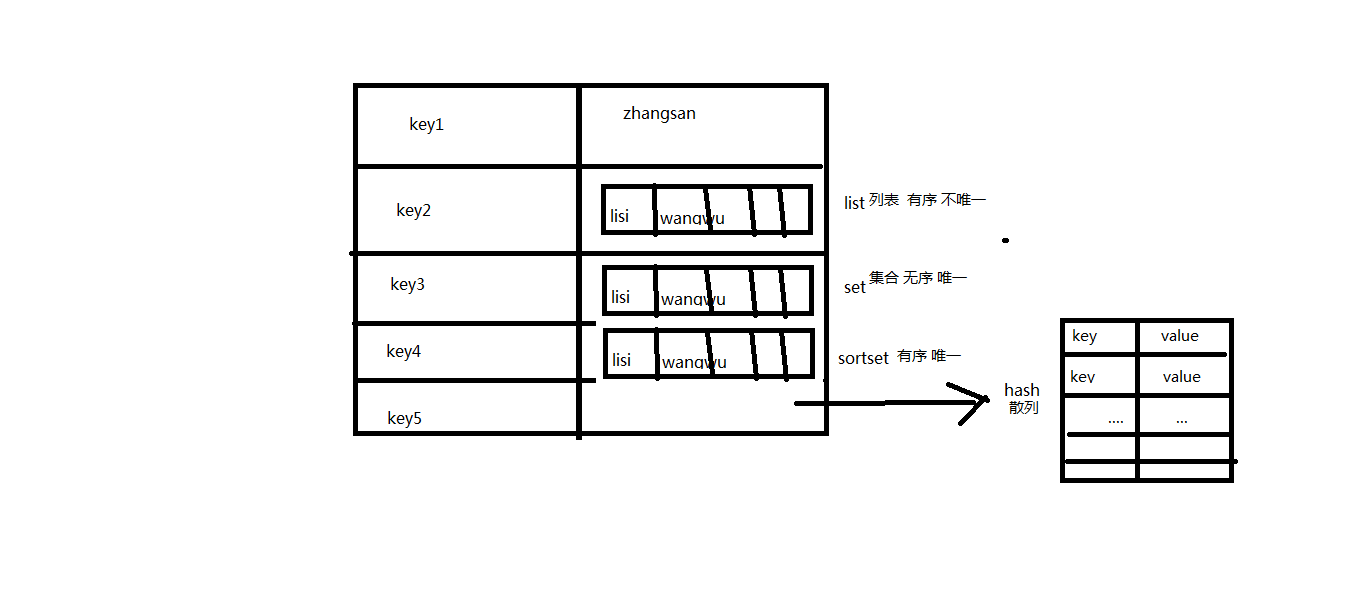 key1 zhangsan
key2 lisi wangwu list 列表 有序 不唯一
key3 lisi wangwu set 集合 无序 唯一
key4 lisi wangwu sortset 有序 唯一
key5 hash
散列
key value
key value
.... ...